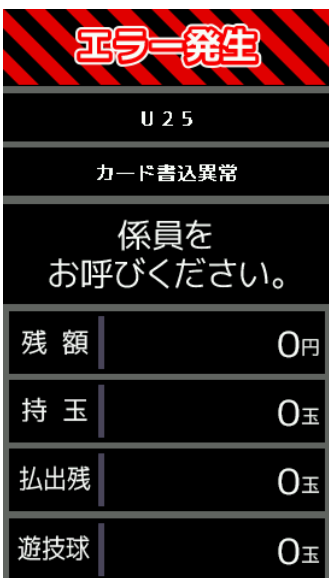 エラー発生
U25
カード書込異常
係員を
お呼びください。
残額 0円
持玉 0玉
払出残 0玉
遊技球 0玉